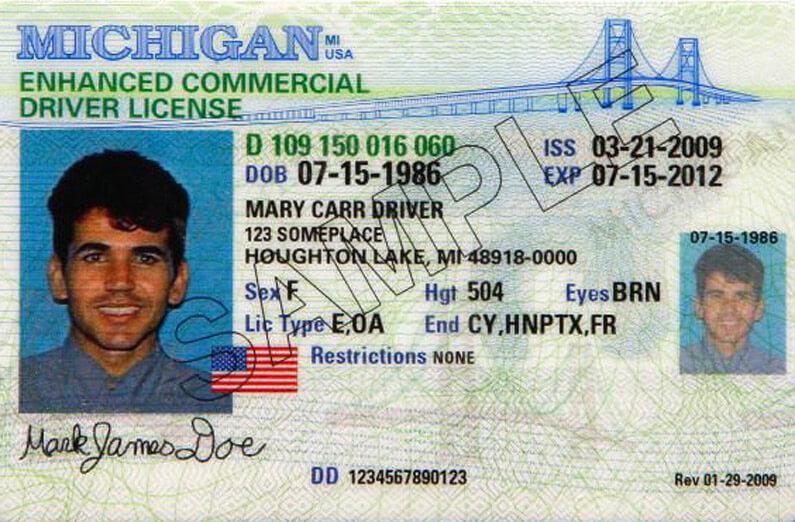 MICHIGAN MI USA
ENHANCED COMMERCIAL
DRIVER LICENSE
D 109 150 016 060 ISS 03-21-2009
DOB 07-15-1986 EXP 07-15-2012
MARY CARR DRIVER
123 SOMEPLACE
HOUGHTON LAKE, MI 48918-0000
07-15-1986
Sex F Hgt 504 Eyes BRN
Lic Type E,OA End CY,HNPTX,FR
Restrictions NONE
SAMPLE
Mark James Doe
DD 1234567890123
Rev 01-29-2009